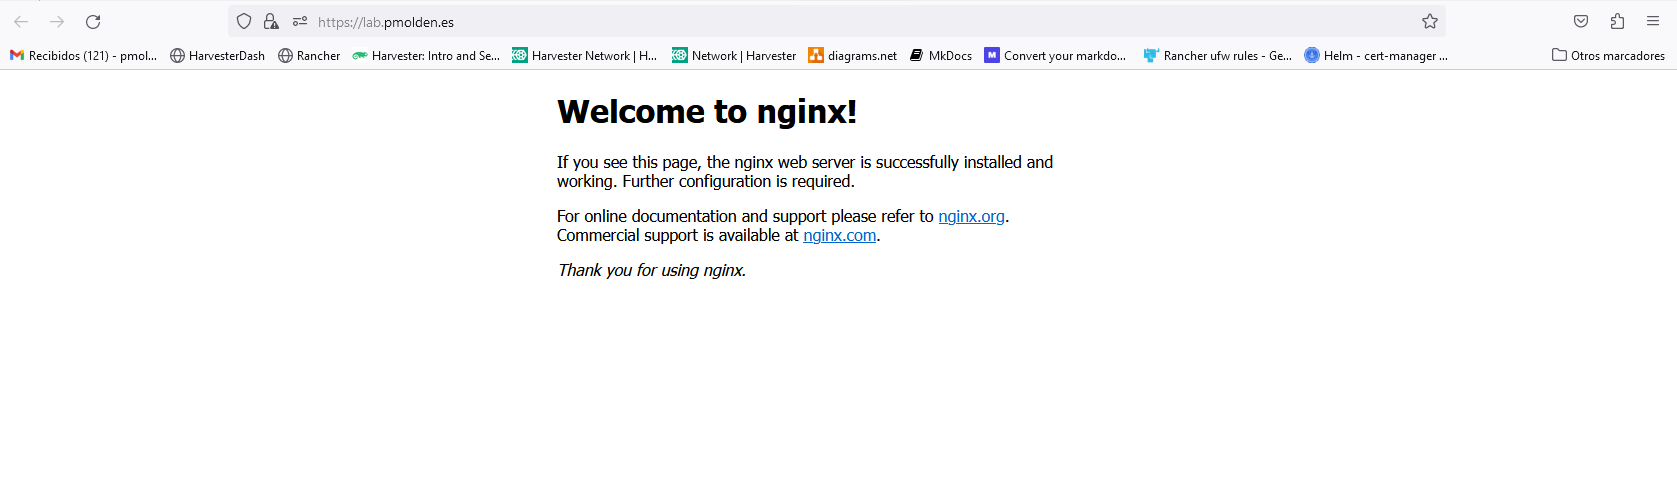 https://lab.pmolden.es
Recibidos (121) - pmol... HarvesterDash Rancher Harvester: Intro and Se... Harvester Network | H... Network | Harvester diagrams.net MkDocs M Convert your markdo... Rancher ufw rules - Ge... Helm - cert-manager ... Otros marcadores
Welcome to nginx!
If you see this page, the nginx web server is successfully installed and
working. Further configuration is required.
For online documentation and support please refer to nginx.org.
Commercial support is available at nginx.com.
Thank you for using nginx.